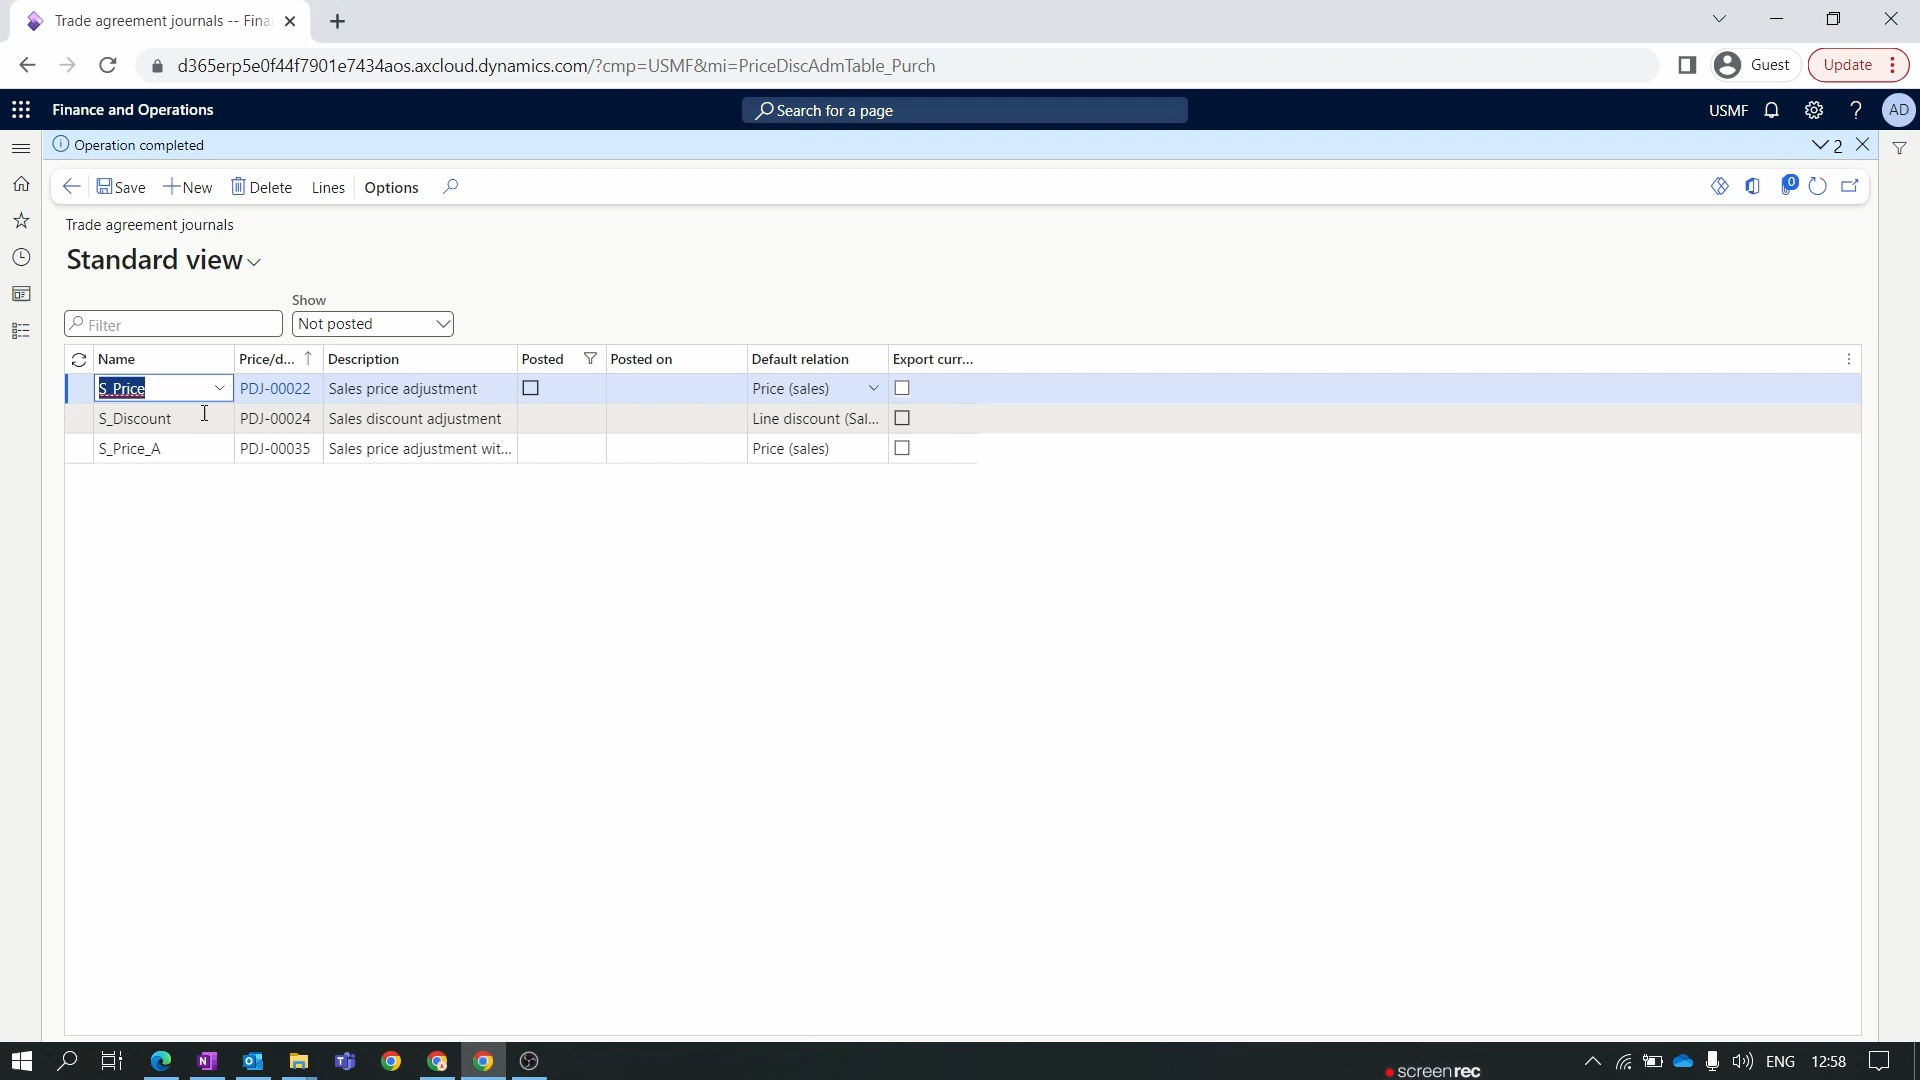 Trade agreement journals -- Fina
d365erp5e0f44f7901e7434aos.axcloud.dynamics.com/?cmp=USMF&mi=PriceDiscAdmTable_Purch
Guest
Update
Finance and Operations
Search for a page
USMF
AD
Operation completed
2
Save
New
Delete
Lines
Options
0
Trade agreement journals
Standard view
Show
Filter
Not posted
Name Price/d... Description Posted Posted on Default relation Export curr...
S_Price PDJ-00022 Sales price adjustment Price (sales)
S_Discount PDJ-00024 Sales discount adjustment Line discount (Sal...
S_Price_A PDJ-00035 Sales price adjustment wit... Price (sales)
screenrec
ENG
12:58